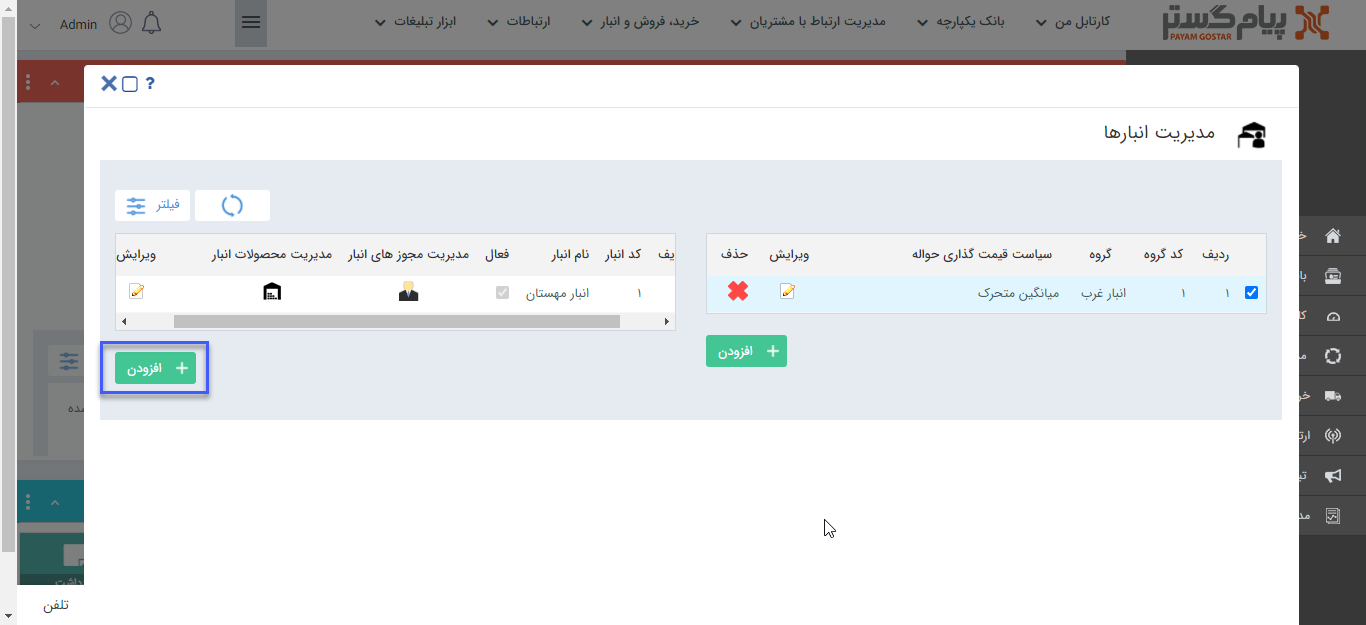 پیام گستر
PAYAM GOSTAR
کارتابل من
بانک یکپارچه
مدیریت ارتباط با مشتریان
خرید، فروش و انبار
ارتباطات
ابزار تبلیغات
Admin
?
مدیریت انبارها
فیلتر
ردیف کد گروه گروه سیاست قیمت گذاری حواله ویرایش حذف
۱ ۱ انبار غرب میانگین متحرک
افزودن
کد انبار نام انبار فعال مدیریت مجوز های انبار مدیریت محصولات انبار ویرایش
۱ انبار مهستان
افزودن
تلفن